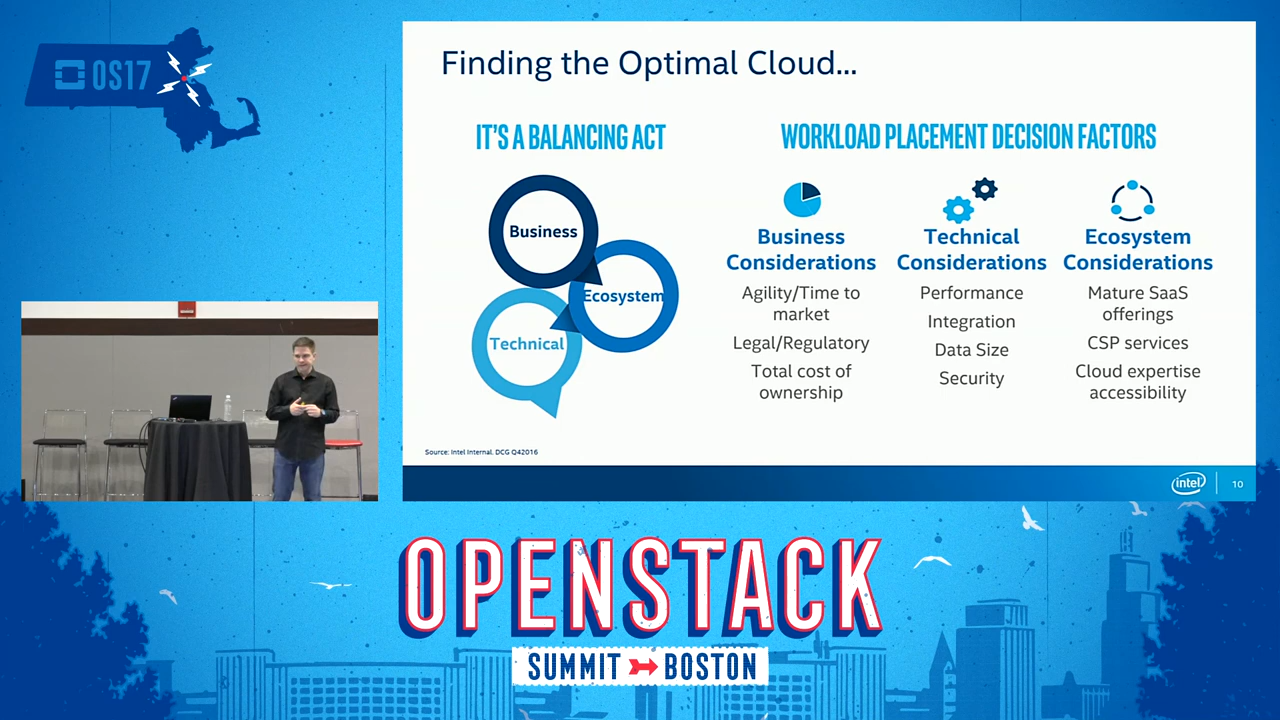 OS17
Finding the Optimal Cloud...
IT'S A BALANCING ACT
Business
Ecosystem
Technical
WORKLOAD PLACEMENT DECISION FACTORS
Business
Considerations
Agility/Time to
market
Legal/Regulatory
Total cost of
ownership
Technical
Considerations
Performance
Integration
Data Size
Security
Ecosystem
Considerations
Mature SaaS
offerings
CSP services
Cloud expertise
accessibility
Source: Intel Internal, DCG Q42016
intel
10
OPENSTACK
SUMMIT BOSTON